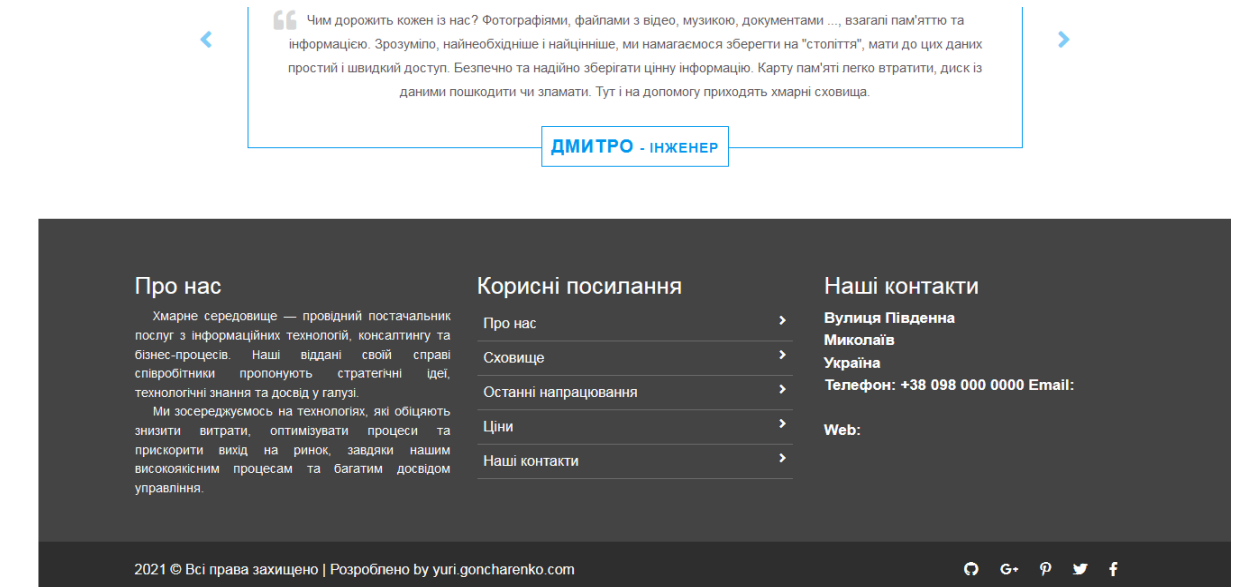 Чим дорожить кожен із нас? Фотографіями, файлами з відео, музикою, документами ..., взагалі пам'яттю та
інформацією. Зрозуміло, найнеобхідніше і найцінніше, ми намагаємося зберегти на "століття", мати до цих даних
простий і швидкий доступ. Безпечно та надійно зберігати цінну інформацію. Карту пам'яті легко втратити, диск із
даними пошкодити чи зламати. Тут і на допомогу приходять хмарні сховища.
ДМИТРО - ІНЖЕНЕР
Про нас
Хмарне середовище — провідний постачальник
послуг з інформаційних технологій, консалтингу та
бізнес-процесів. Наші віддані своїй справі
співробітники пропонують стратегічні ідеї,
технологічні знання та досвід у галузі.
Ми зосереджуємось на технологіях, які обіцяють
знизити витрати, оптимізувати процеси та
прискорити вихід на ринок, завдяки нашим
високоякісним процесам та багатим досвідом
управління.
Корисні посилання
Про нас
Сховище
Останні напрацювання
Ціни
Наші контакти
Наші контакти
Вулиця Південна
Миколаїв
Україна
Телефон: +38 098 000 0000 Email:
Web:
2021 © Всі права захищено | Розроблено by yuri.goncharenko.com